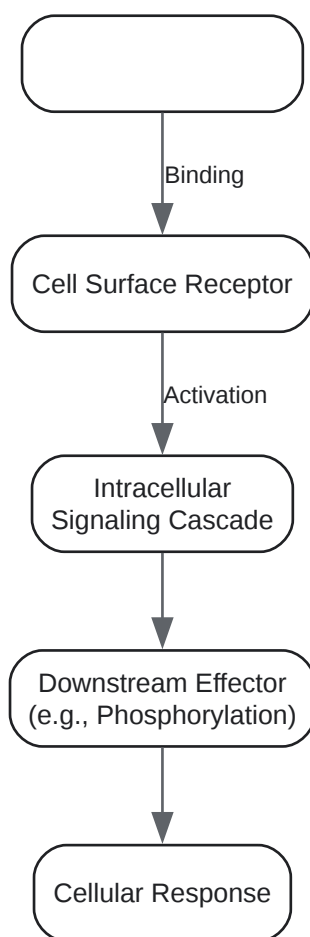 Binding
Cell Surface Receptor
Activation
Intracellular
Signaling Cascade
Downstream Effector
(e.g., Phosphorylation)
Cellular Response